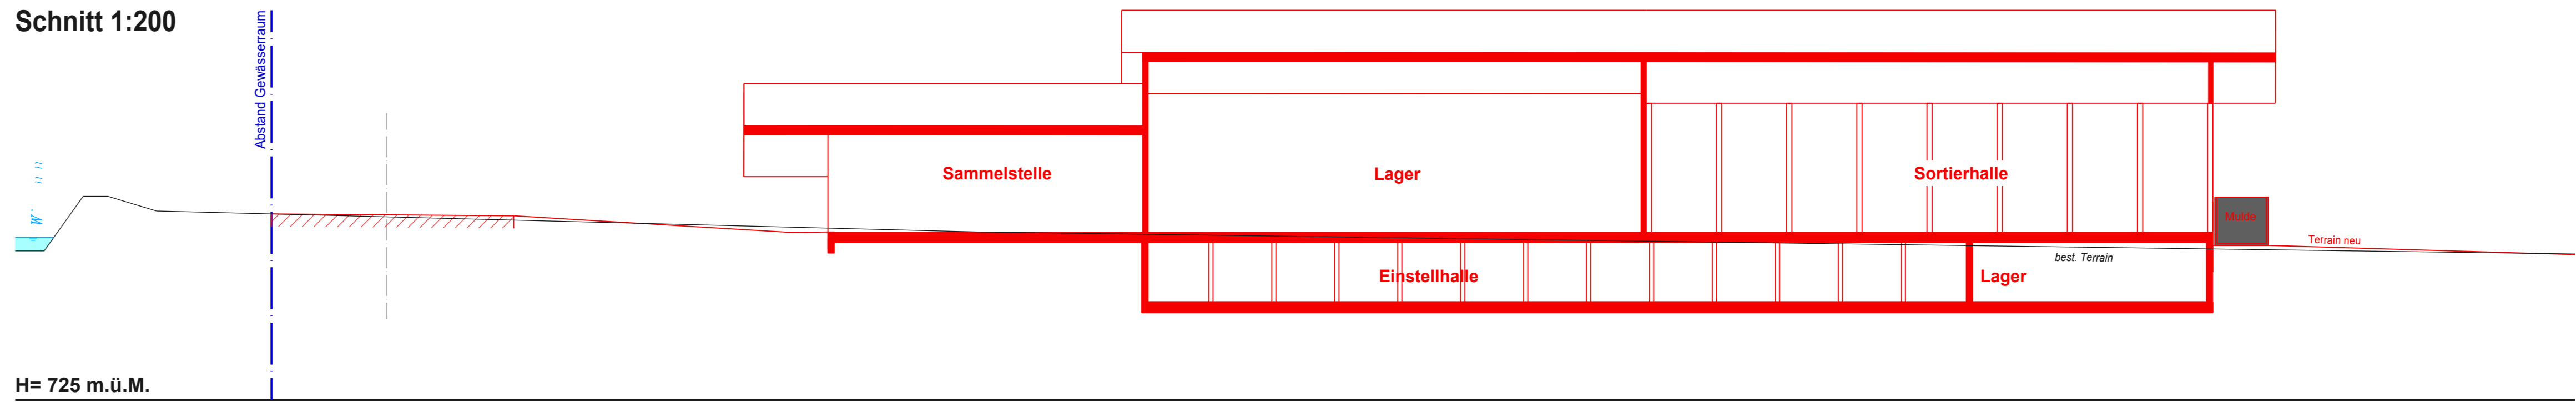 Schnitt 1:200
Abstand Gewässerraum
Sammelstelle
Lager
Sortierhalle
Mulde
W.
Terrain neu
best. Terrain
Einstellhalle
Lager
H= 725 m.ü.M.